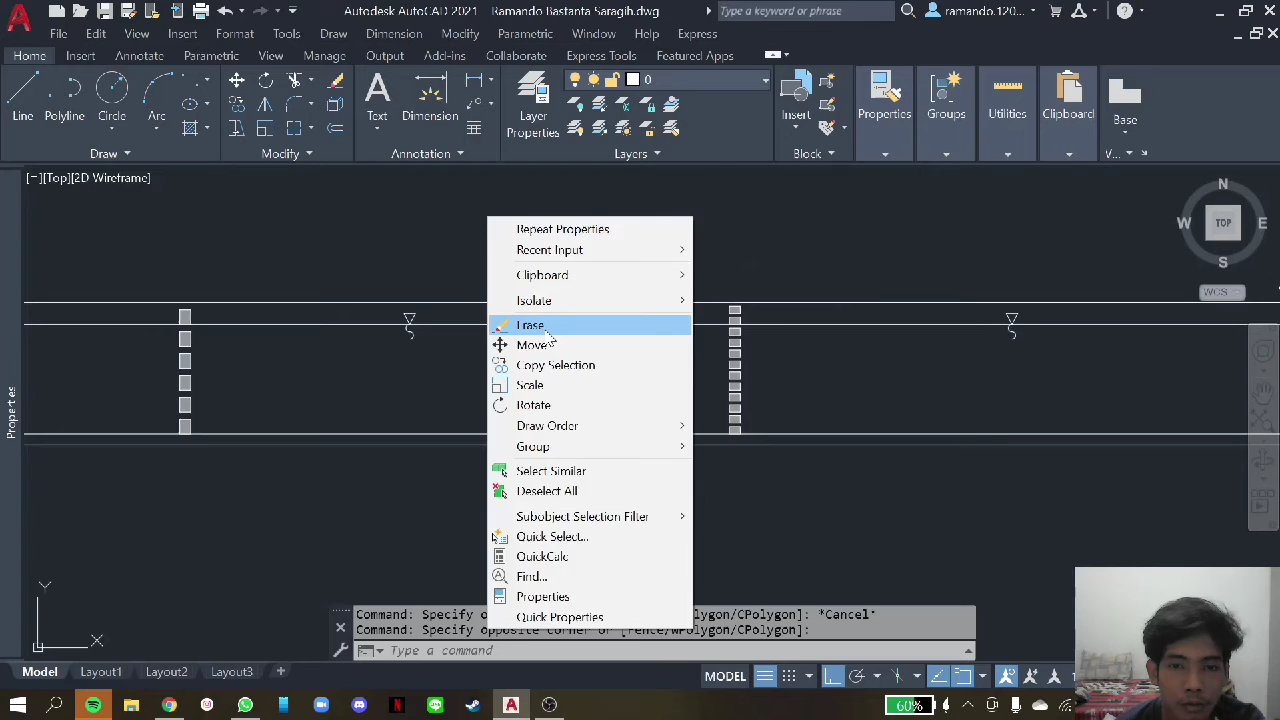 Autodesk AutoCAD 2021 Ramando Bastanta Saragih.dwg Type a keyword or phrase ramando.120...
File Edit View Insert Format Tools Draw Dimension Modify Parametric Window Help Express
Home Insert Annotate Parametric View Manage Output Add-ins Collaborate Express Tools Featured Apps
0
Line Polyline Circle Arc Text Dimension Layer Properties Insert Properties Groups Utilities Clipboard Base
Draw Modify Annotation Layers Block V...
[−][Top][2D Wireframe]
N
W TOP E
S
WCS
Repeat Properties
Recent Input
Clipboard
Isolate
Erase
Move
Copy Selection
Scale
Rotate
Draw Order
Group
Select Similar
Deselect All
Subobject Selection Filter
Quick Select...
QuickCalc
Find...
Properties
Quick Properties
Properties
Y
X
Command: Specify o lygon/CPolygon]: *Cancel*
Command: Specify opposite corner or [Fence/WPolygon/CPolygon]:
Type a command
Model Layout1 Layout2 Layout3 + MODEL
60%